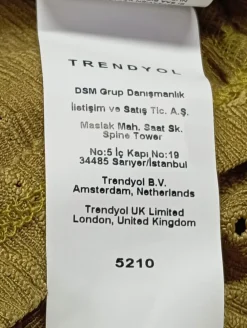 TRENDYOL
DSM Grup Danışmanlık
İletişim ve Satış Tic. A.Ş.
Maslak Mah. Saat Sk.
Spine Tower
No:5 İç Kapı No:19
34485 Sarıyer/İstanbul
Trendyol B.V.
Amsterdam, Netherlands
Trendyol UK Limited
London, United Kingdom
5210